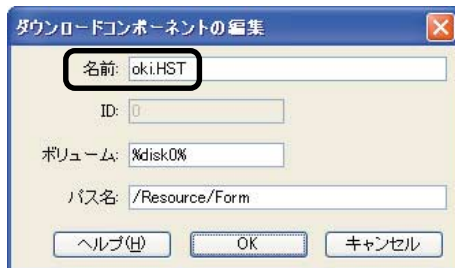 ダウンロードコンポーネントの編集
名前: oki.HST
ID: 0
ボリューム: %disk0%
パス名: /Resource/Form
ヘルプ(H) OK キャンセル